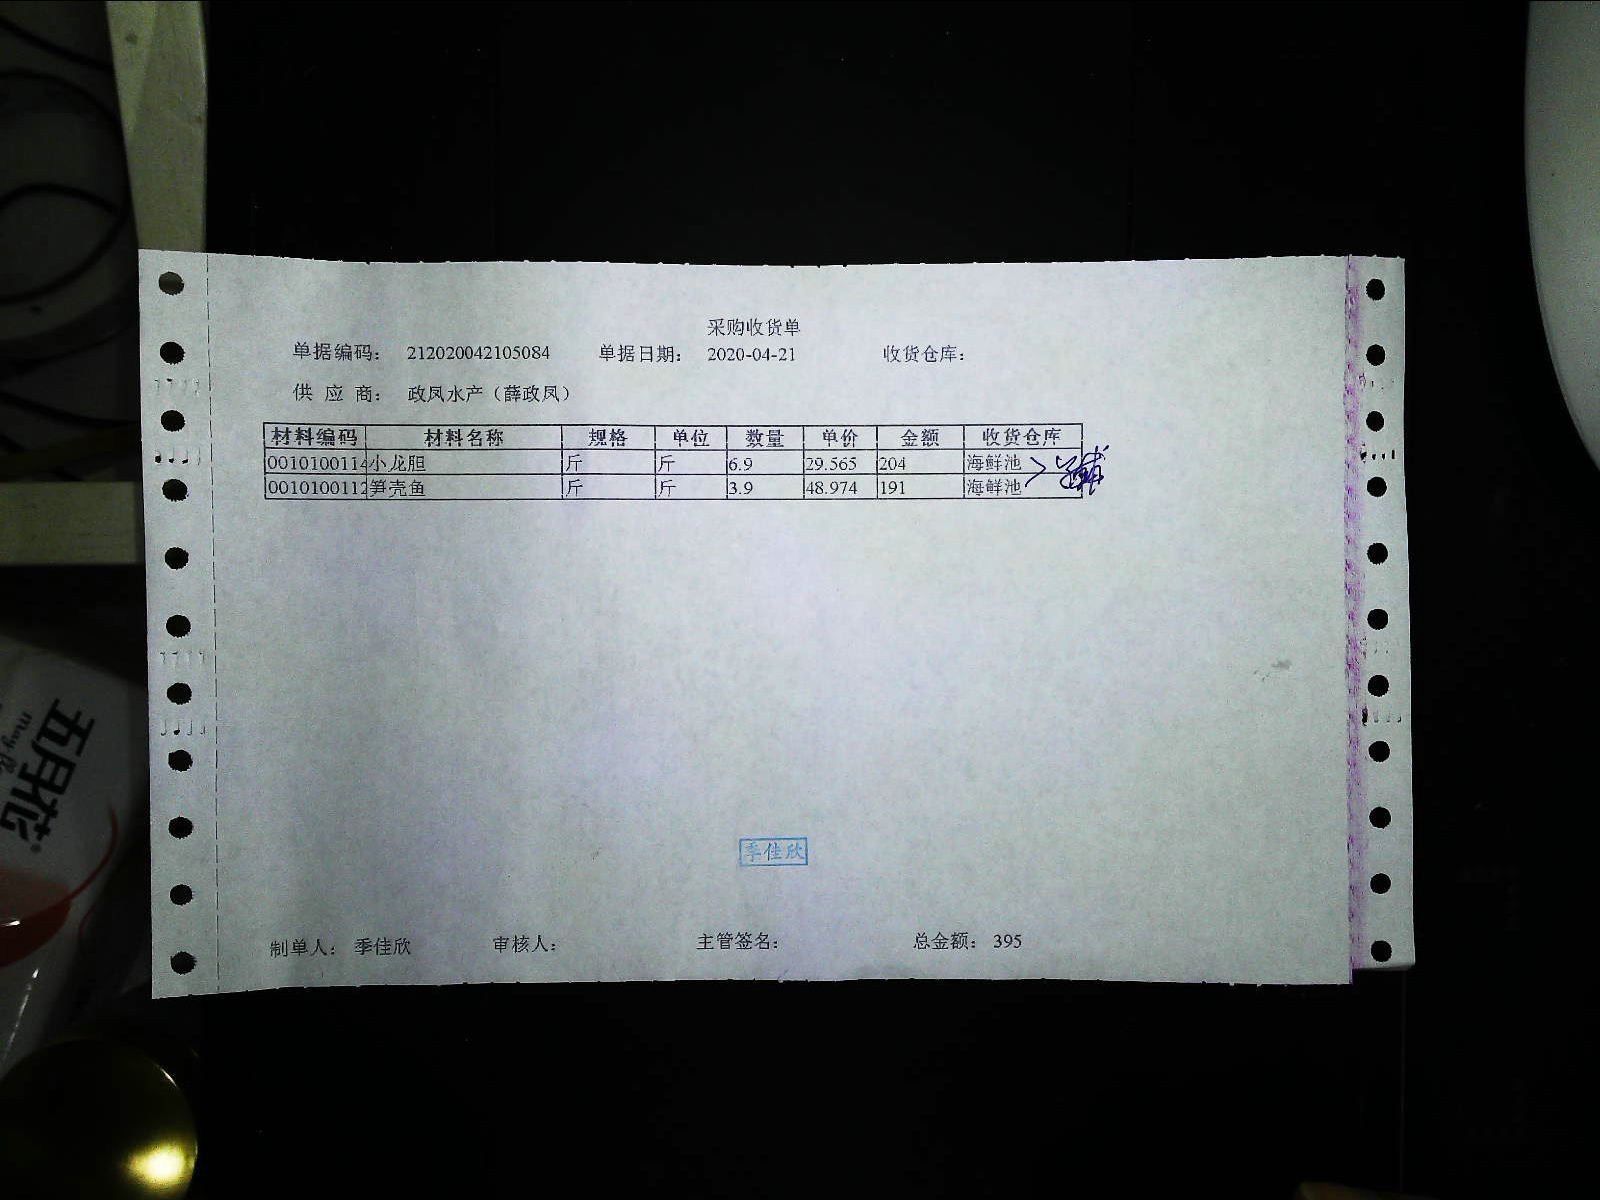 采购收货单
单据编码： 212020042105084 单据日期： 2020-04-21 收货仓库：
供 应 商： 政凤水产（薛政凤）
材料编码 材料名称 规格 单位 数量 单价 金额 收货仓库
0010100114 小龙胆 斤 斤 6.9 29.565 204 海鲜池
0010100112 笋壳鱼 斤 斤 3.9 48.974 191 海鲜池
季佳欣
制单人： 季佳欣 审核人： 主管签名： 总金额： 395
五月花
may